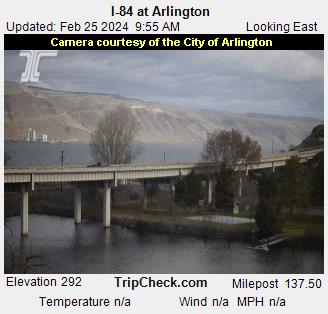 I-84 at Arlington
Updated: Feb 25 2024 9:55 AM Looking East
Camera courtesy of the City of Arlington
Elevation 292 TripCheck.com Milepost 137.50
Temperature n/a Wind n/a MPH n/a